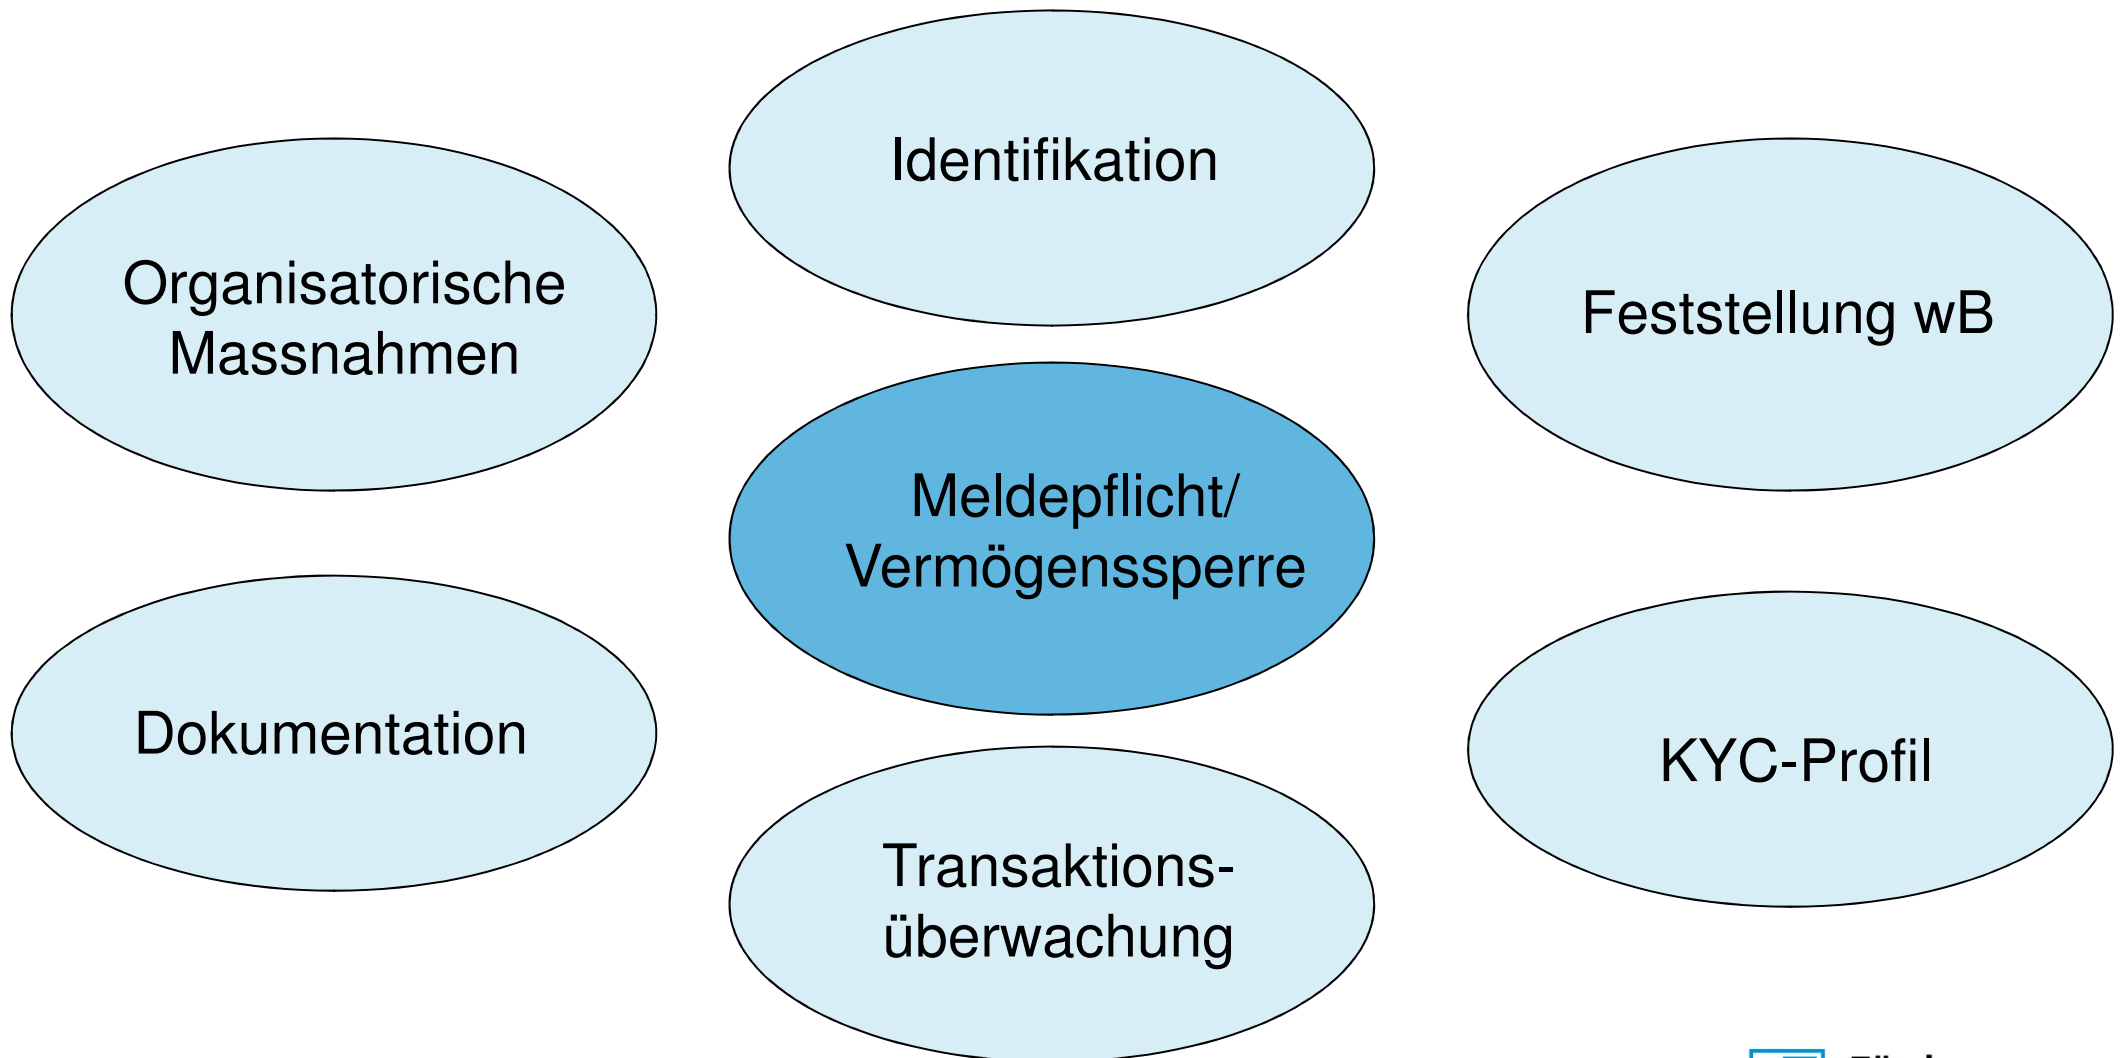 Identifikation
Organisatorische
Massnahmen
Feststellung wB
Meldepflicht/
Vermögenssperre
Dokumentation
KYC-Profil
Transaktions-
überwachung